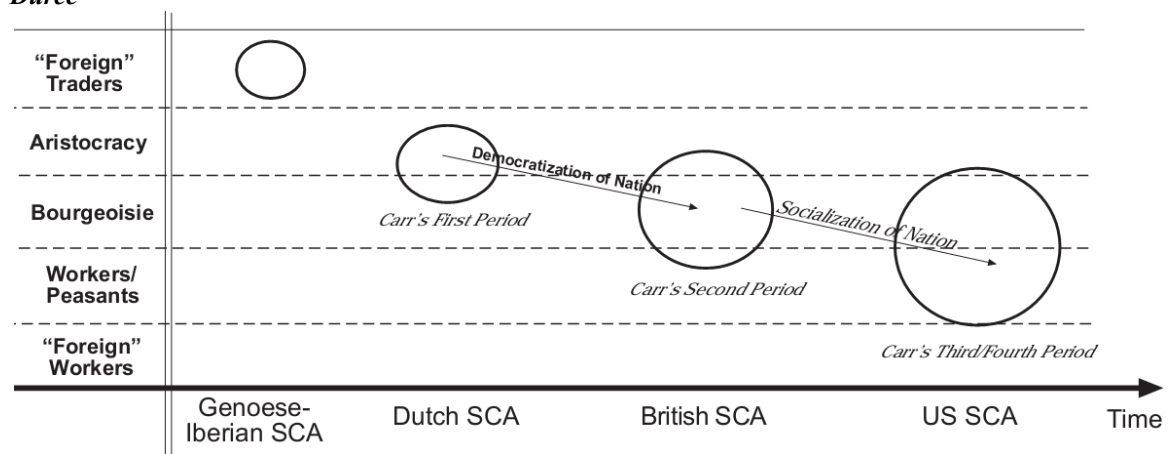 Durée
“Foreign”
Traders
Aristocracy
Democratization of Nation
Bourgeoisie
Carr's First Period
Socialization of Nation
Workers/
Peasants
Carr's Second Period
“Foreign”
Workers
Carr's Third/Fourth Period
Genoese-
Iberian SCA
Dutch SCA
British SCA
US SCA
Time